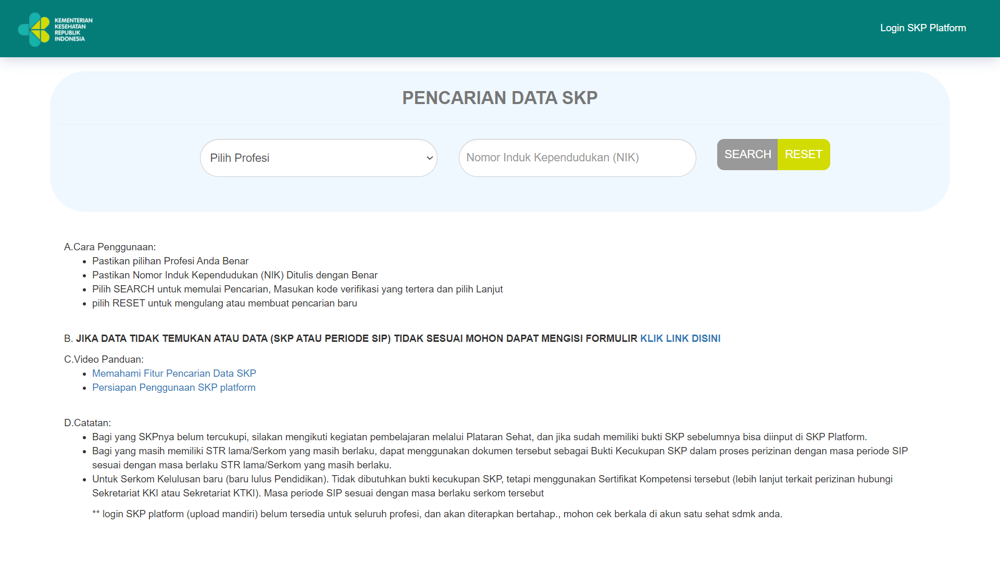 KEMENTERIAN
KESEHATAN
REPUBLIK
INDONESIA
Login SKP Platform
PENCARIAN DATA SKP
Pilih Profesi
Nomor Induk Kependudukan (NIK)
SEARCH
RESET
A.Cara Penggunaan:
Pastikan pilihan Profesi Anda Benar
Pastikan Nomor Induk Kependudukan (NIK) Ditulis dengan Benar
Pilih SEARCH untuk memulai Pencarian, Masukan kode verifikasi yang tertera dan pilih Lanjut
pilih RESET untuk mengulang atau membuat pencarian baru
B. JIKA DATA TIDAK TEMUKAN ATAU DATA (SKP ATAU PERIODE SIP) TIDAK SESUAI MOHON DAPAT MENGISI FORMULIR KLIK LINK DISINI
C.Video Panduan:
Memahami Fitur Pencarian Data SKP
Persiapan Penggunaan SKP platform
D.Catatan:
Bagi yang SKPnya belum tercukupi, silakan mengikuti kegiatan pembelajaran melalui Plataran Sehat, dan jika sudah memiliki bukti SKP sebelumnya bisa diinput di SKP Platform.
Bagi yang masih memiliki STR lama/Serkom yang masih berlaku, dapat menggunakan dokumen tersebut sebagai Bukti Kecukupan SKP dalam proses perizinan dengan masa periode SIP
sesuai dengan masa berlaku STR lama/Serkom yang masih berlaku.
Untuk Serkom Kelulusan baru (baru lulus Pendidikan). Tidak dibutuhkan bukti kecukupan SKP, tetapi menggunakan Sertifikat Kompetensi tersebut (lebih lanjut terkait perizinan hubungi
Sekretariat KKI atau Sekretariat KTKI). Masa periode SIP sesuai dengan masa berlaku serkom tersebut
** login SKP platform (upload mandiri) belum tersedia untuk seluruh profesi, dan akan diterapkan bertahap., mohon cek berkala di akun satu sehat sdmk anda.